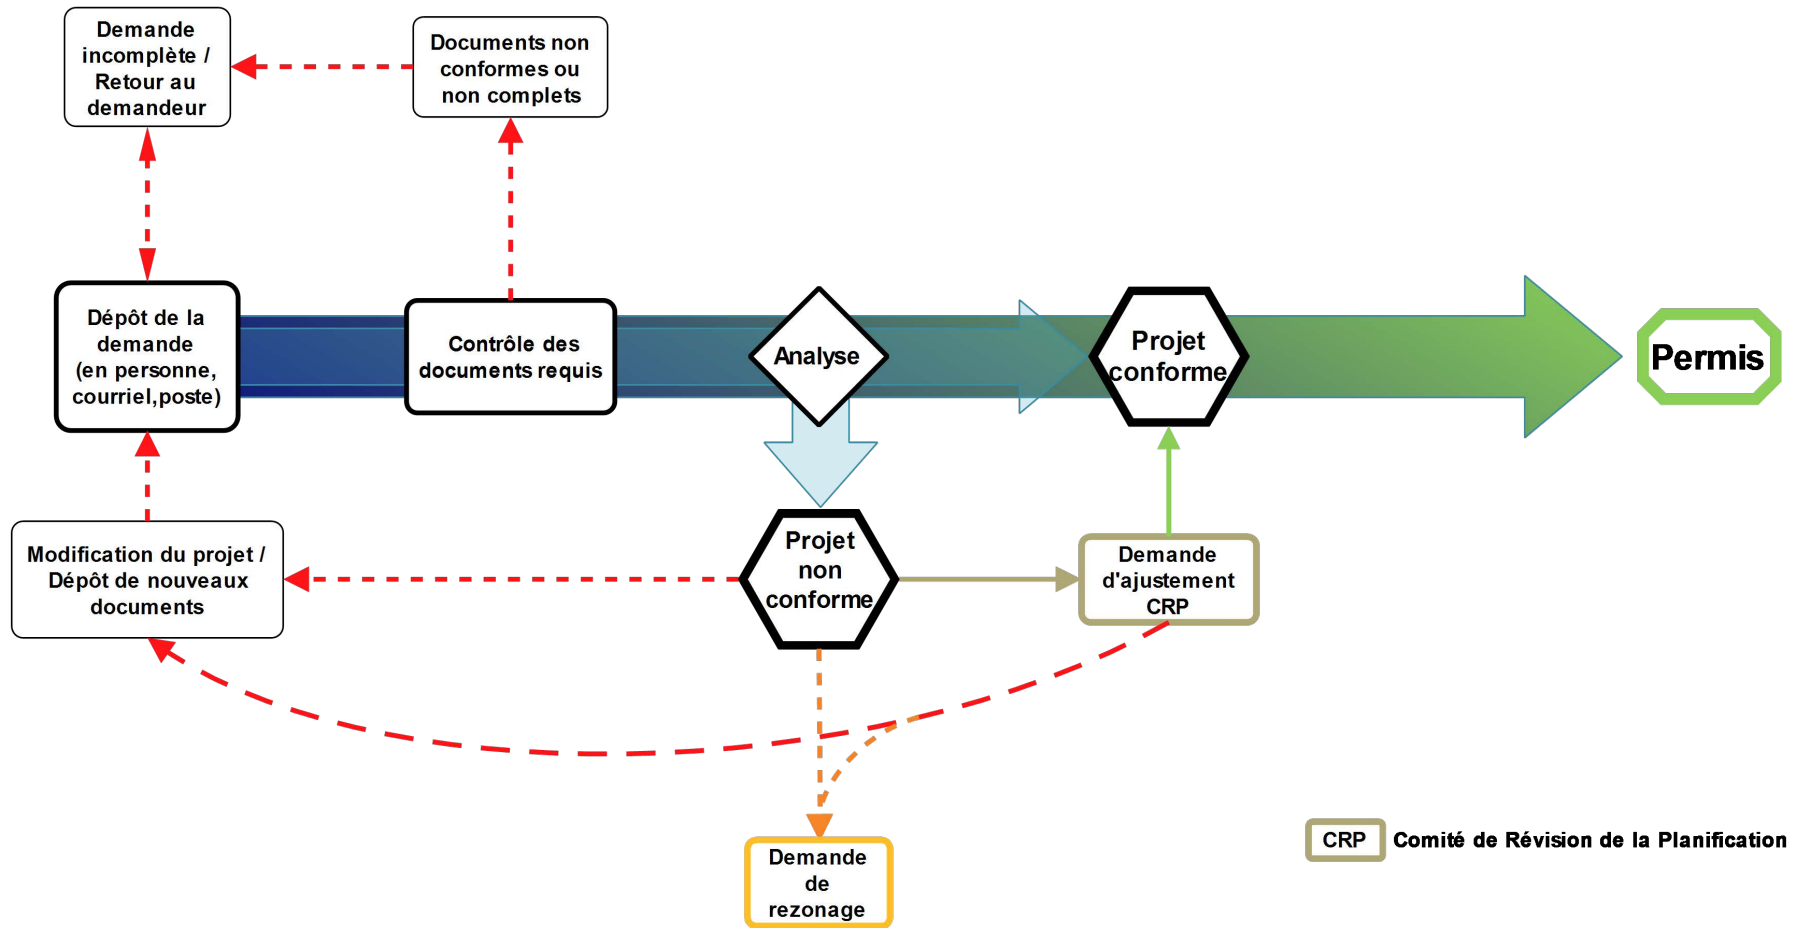 Demande
incomplète /
Retour au
demandeur
Documents non
conformes ou
non complets
Dépôt de la
demande
(en personne,
courriel,poste)
Contrôle des
documents requis
Analyse
Projet
conforme
Permis
Modification du projet /
Dépôt de nouveaux
documents
Projet
non
conforme
Demande
d'ajustement
CRP
Demande
de
rezonage
CRP Comité de Révision de la Planification